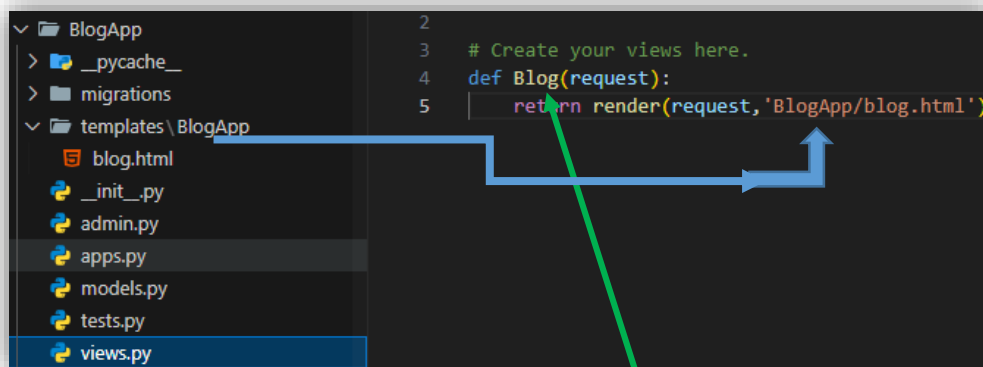 BlogApp
__pycache__
migrations
templates\BlogApp
blog.html
__init__.py
admin.py
apps.py
models.py
tests.py
views.py
2
3 # Create your views here.
4 def Blog(request):
5 return render(request,'BlogApp/blog.html')